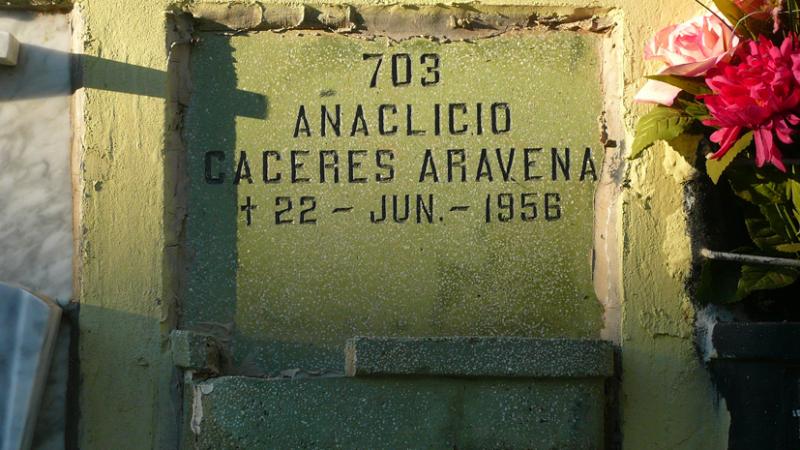 703
ANACLICIO
CACERES ARAVENA
† 22 - JUN. - 1956